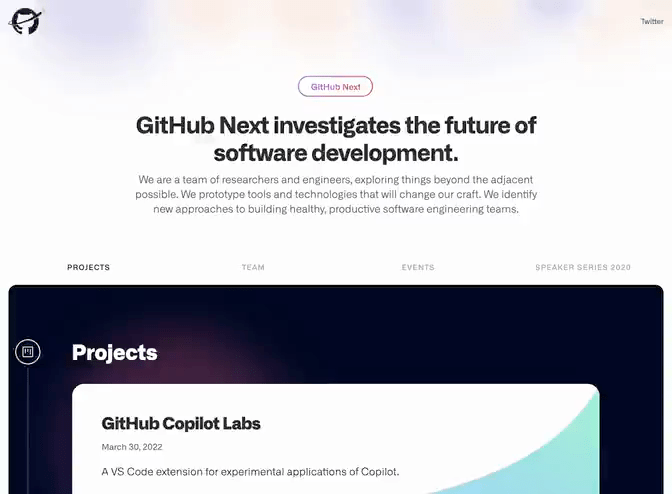 Twitter
GitHub Next
GitHub Next investigates the future of
software development.
We are a team of researchers and engineers, exploring things beyond the adjacent
possible. We prototype tools and technologies that will change our craft. We identify
new approaches to building healthy, productive software engineering teams.
PROJECTS
TEAM
EVENTS
SPEAKER SERIES 2020
Projects
GitHub Copilot Labs
March 30, 2022
A VS Code extension for experimental applications of Copilot.